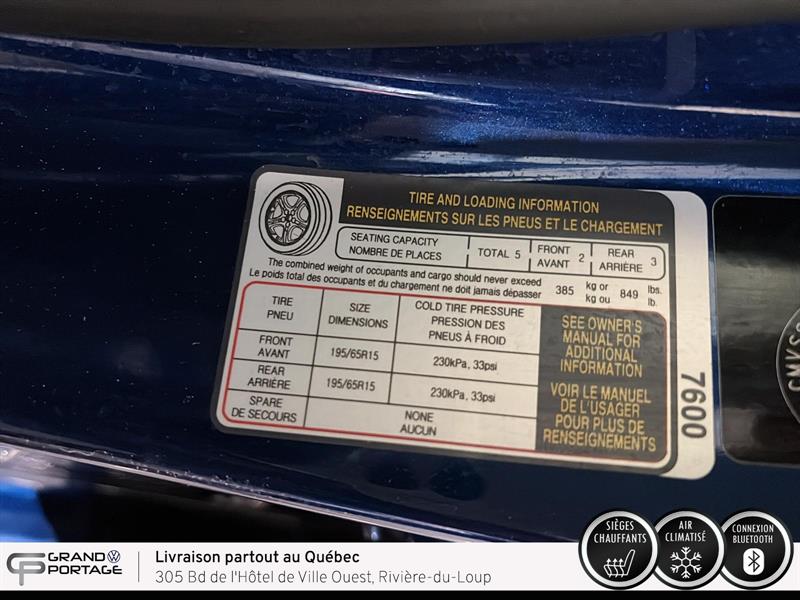 TIRE AND LOADING INFORMATION
RENSEIGNEMENTS SUR LES PNEUS ET LE CHARGEMENT
SEATING CAPACITY
NOMBRE DE PLACES
TOTAL 5
FRONT
AVANT 2
REAR
ARRIÈRE 3
The combined weight of occupants and cargo should never exceed 385 kg or 849 lbs.
Le poids total des occupants et du chargement ne doit jamais dépasser kg ou lb.
TIRE
PNEU
SIZE
DIMENSIONS
COLD TIRE PRESSURE
PRESSION DES
PNEUS À FROID
FRONT
AVANT
195/65R15
230kPa, 33psi
REAR
ARRIÈRE
195/65R15
230kPa, 33psi
SPARE
DE SECOURS
NONE
AUCUN
SEE OWNER'S
MANUAL FOR
ADDITIONAL
INFORMATION
VOIR LE MANUEL
DE L'USAGER
POUR PLUS DE
RENSEIGNEMENTS
7600
GRAND
PORTAGE
Livraison partout au Québec
305 Bd de l'Hôtel de Ville Ouest, Rivière-du-Loup
SIÈGES
CHAUFFANTS
AIR
CLIMATISÉ
CONNEXION
BLUETOOTH